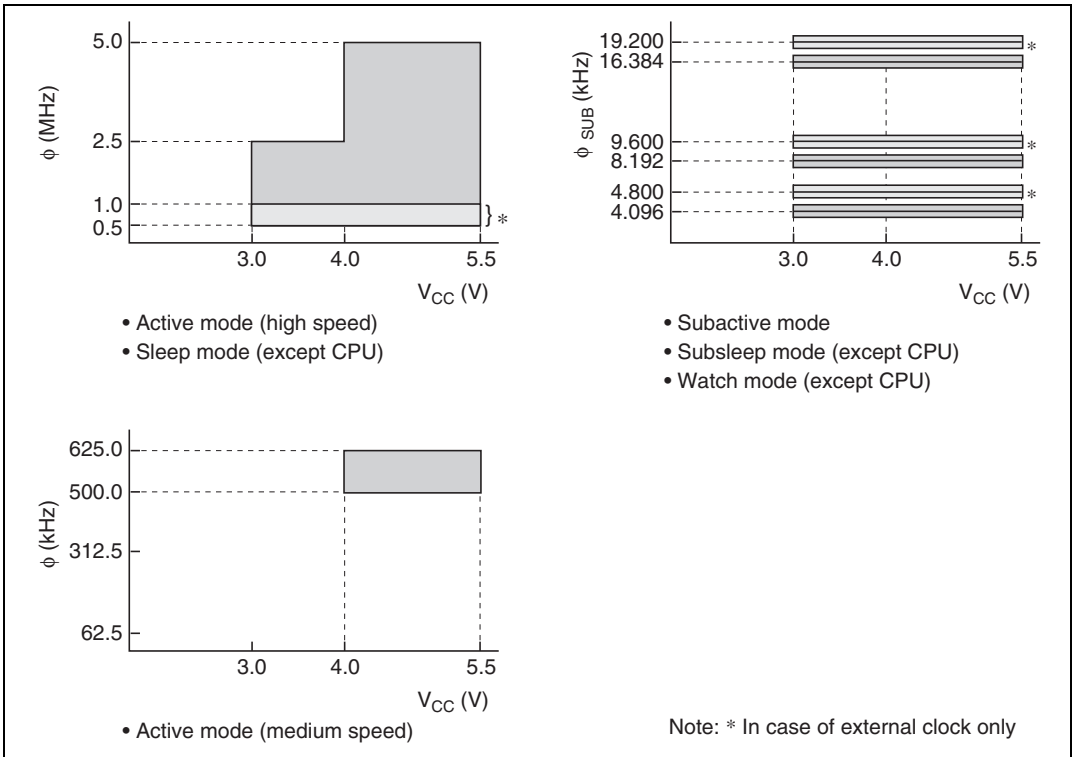 5.0
2.5
1.0
0.5
ϕ (MHz)
} *
3.0 4.0 5.5
VCC (V)
• Active mode (high speed)
• Sleep mode (except CPU)
19.200
16.384
9.600
8.192
4.800
4.096
ϕ SUB (kHz)
*
*
*
3.0 4.0 5.5
VCC (V)
• Subactive mode
• Subsleep mode (except CPU)
• Watch mode (except CPU)
625.0
500.0
312.5
62.5
ϕ (kHz)
3.0 4.0 5.5
VCC (V)
• Active mode (medium speed)
Note: * In case of external clock only